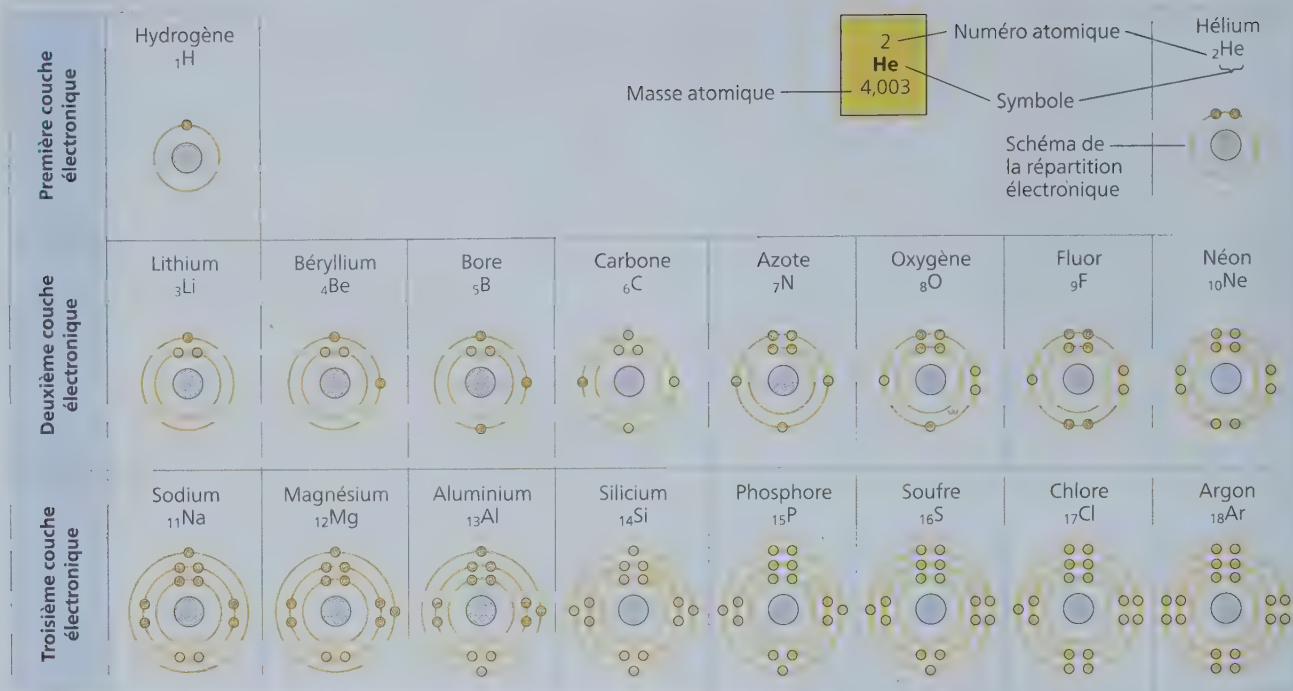 Première couche
électronique
Hydrogène
₁H
Masse atomique
2
He
4,003
Numéro atomique
Symbole
Hélium
₂He
Schéma de
la répartition
électronique
Deuxième couche
électronique
Lithium
₃Li
Béryllium
₄Be
Bore
₅B
Carbone
₆C
Azote
₇N
Oxygène
₈O
Fluor
₉F
Néon
₁₀Ne
Troisième couche
électronique
Sodium
₁₁Na
Magnésium
₁₂Mg
Aluminium
₁₃Al
Silicium
₁₄Si
Phosphore
₁₅P
Soufre
₁₆S
Chlore
₁₇Cl
Argon
₁₈Ar